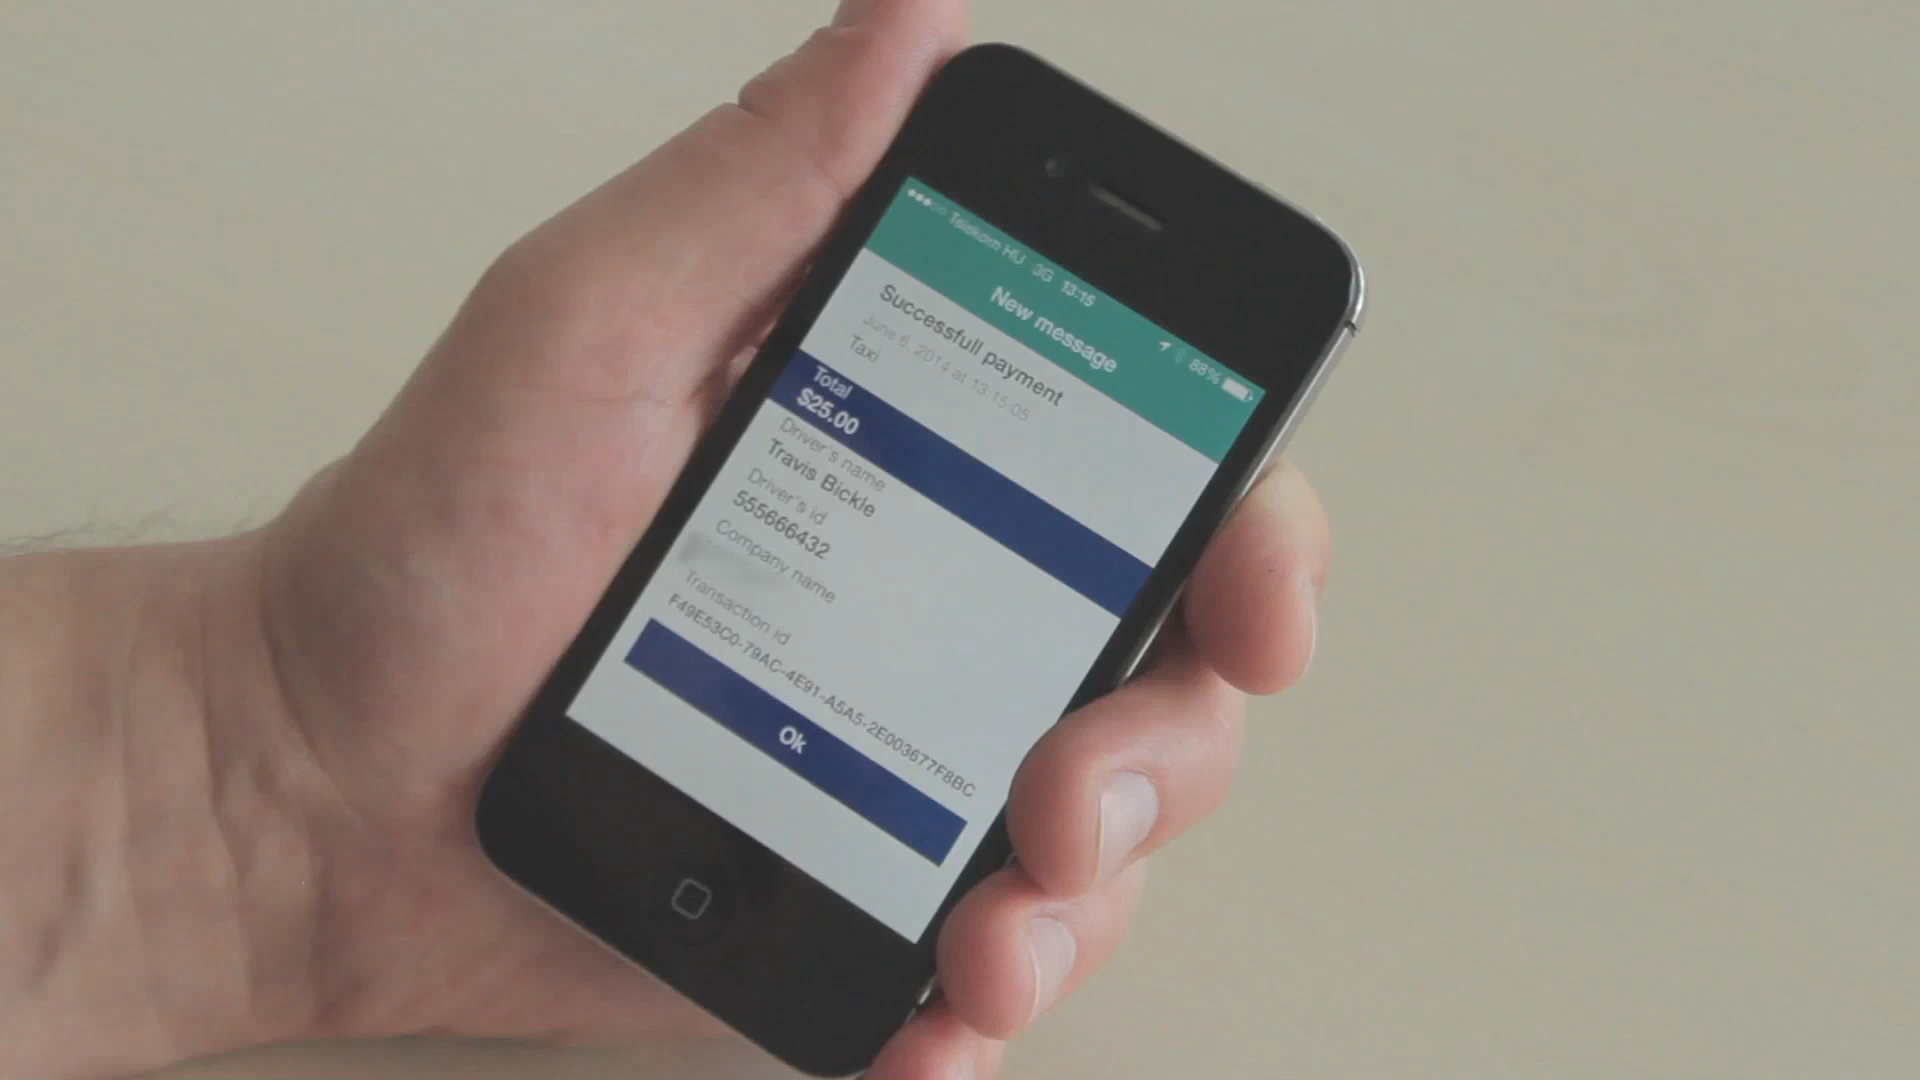 Telekom HU 3G 13:15 88%
New message
Successfull payment
June 6, 2014 at 13:15:05
Taxi
Total
$25.00
Driver's name
Travis Bickle
Driver's id
555666432
Company name
Transaction id
F49E53C0-79AC-4E91-A5A5-2E003677F8BC
Ok